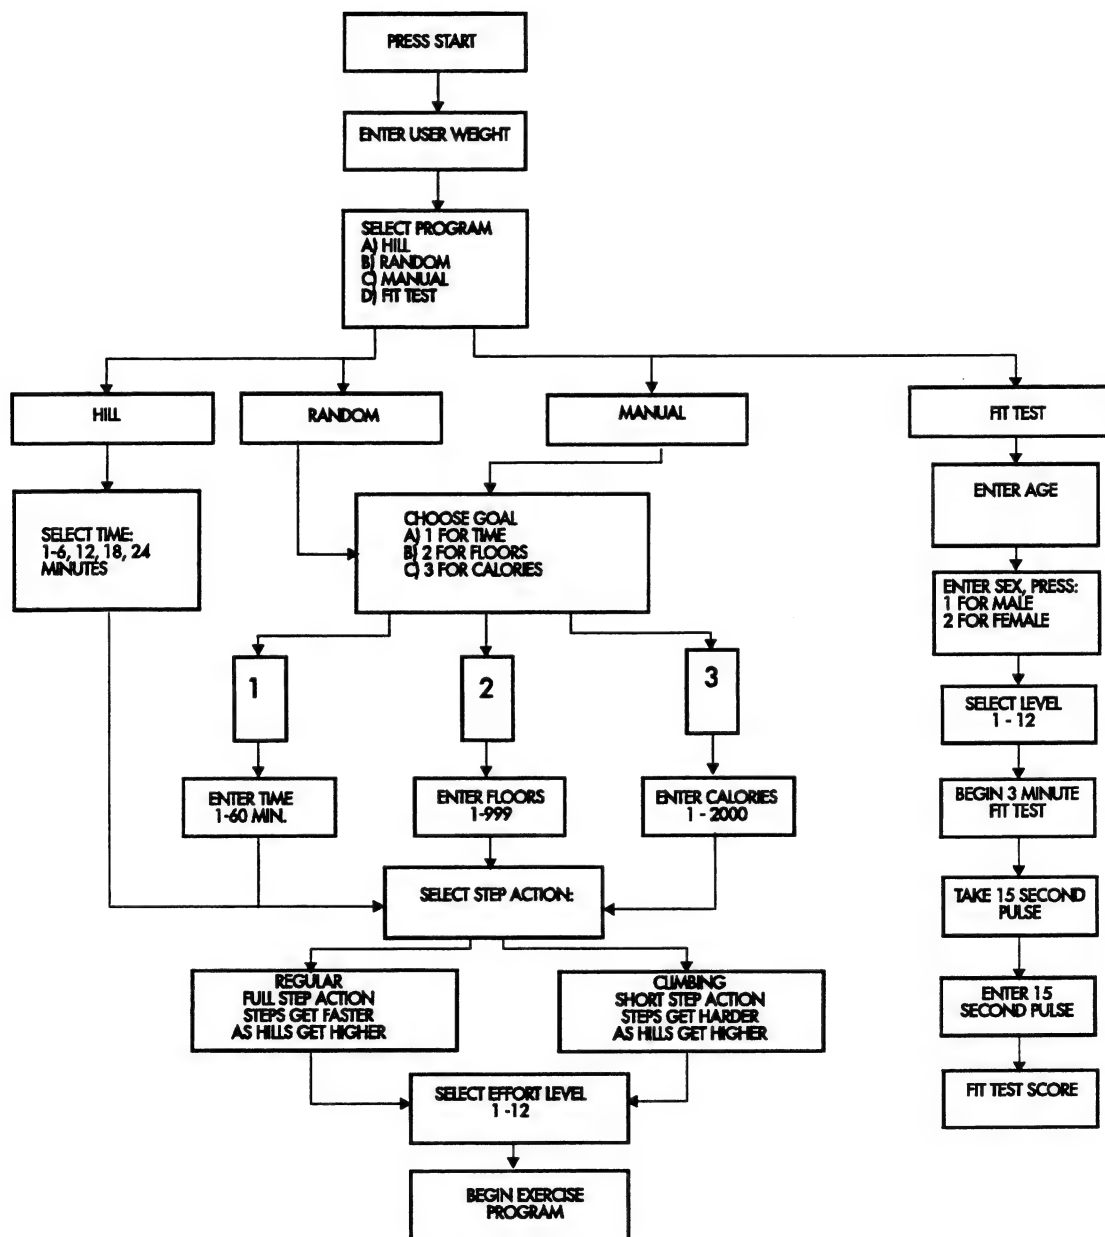 PRESS START
ENTER USER WEIGHT
SELECT PROGRAM
A) HILL
B) RANDOM
C) MANUAL
D) FIT TEST
HILL
RANDOM
MANUAL
FIT TEST
SELECT TIME:
1-6, 12, 18, 24
MINUTES
CHOOSE GOAL
A) 1 FOR TIME
B) 2 FOR FLOORS
C) 3 FOR CALORIES
1
2
3
ENTER TIME
1-60 MIN.
ENTER FLOORS
1-999
ENTER CALORIES
1 - 2000
SELECT STEP ACTION:
REGULAR
FULL STEP ACTION
STEPS GET FASTER
AS HILLS GET HIGHER
CLIMBING
SHORT STEP ACTION
STEPS GET HARDER
AS HILLS GET HIGHER
SELECT EFFORT LEVEL
1 -12
BEGIN EXERCISE
PROGRAM
ENTER AGE
ENTER SEX, PRESS:
1 FOR MALE
2 FOR FEMALE
SELECT LEVEL
1 - 12
BEGIN 3 MINUTE
FIT TEST
TAKE 15 SECOND
PULSE
ENTER 15
SECOND PULSE
FIT TEST SCORE